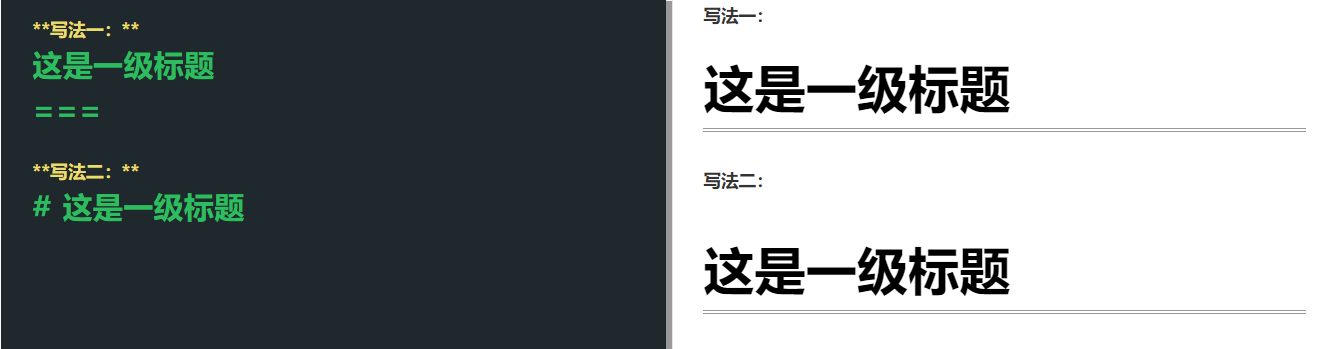 **写法一：**
这是一级标题
===
**写法二：**
# 这是一级标题
写法一：
这是一级标题
写法二：
这是一级标题